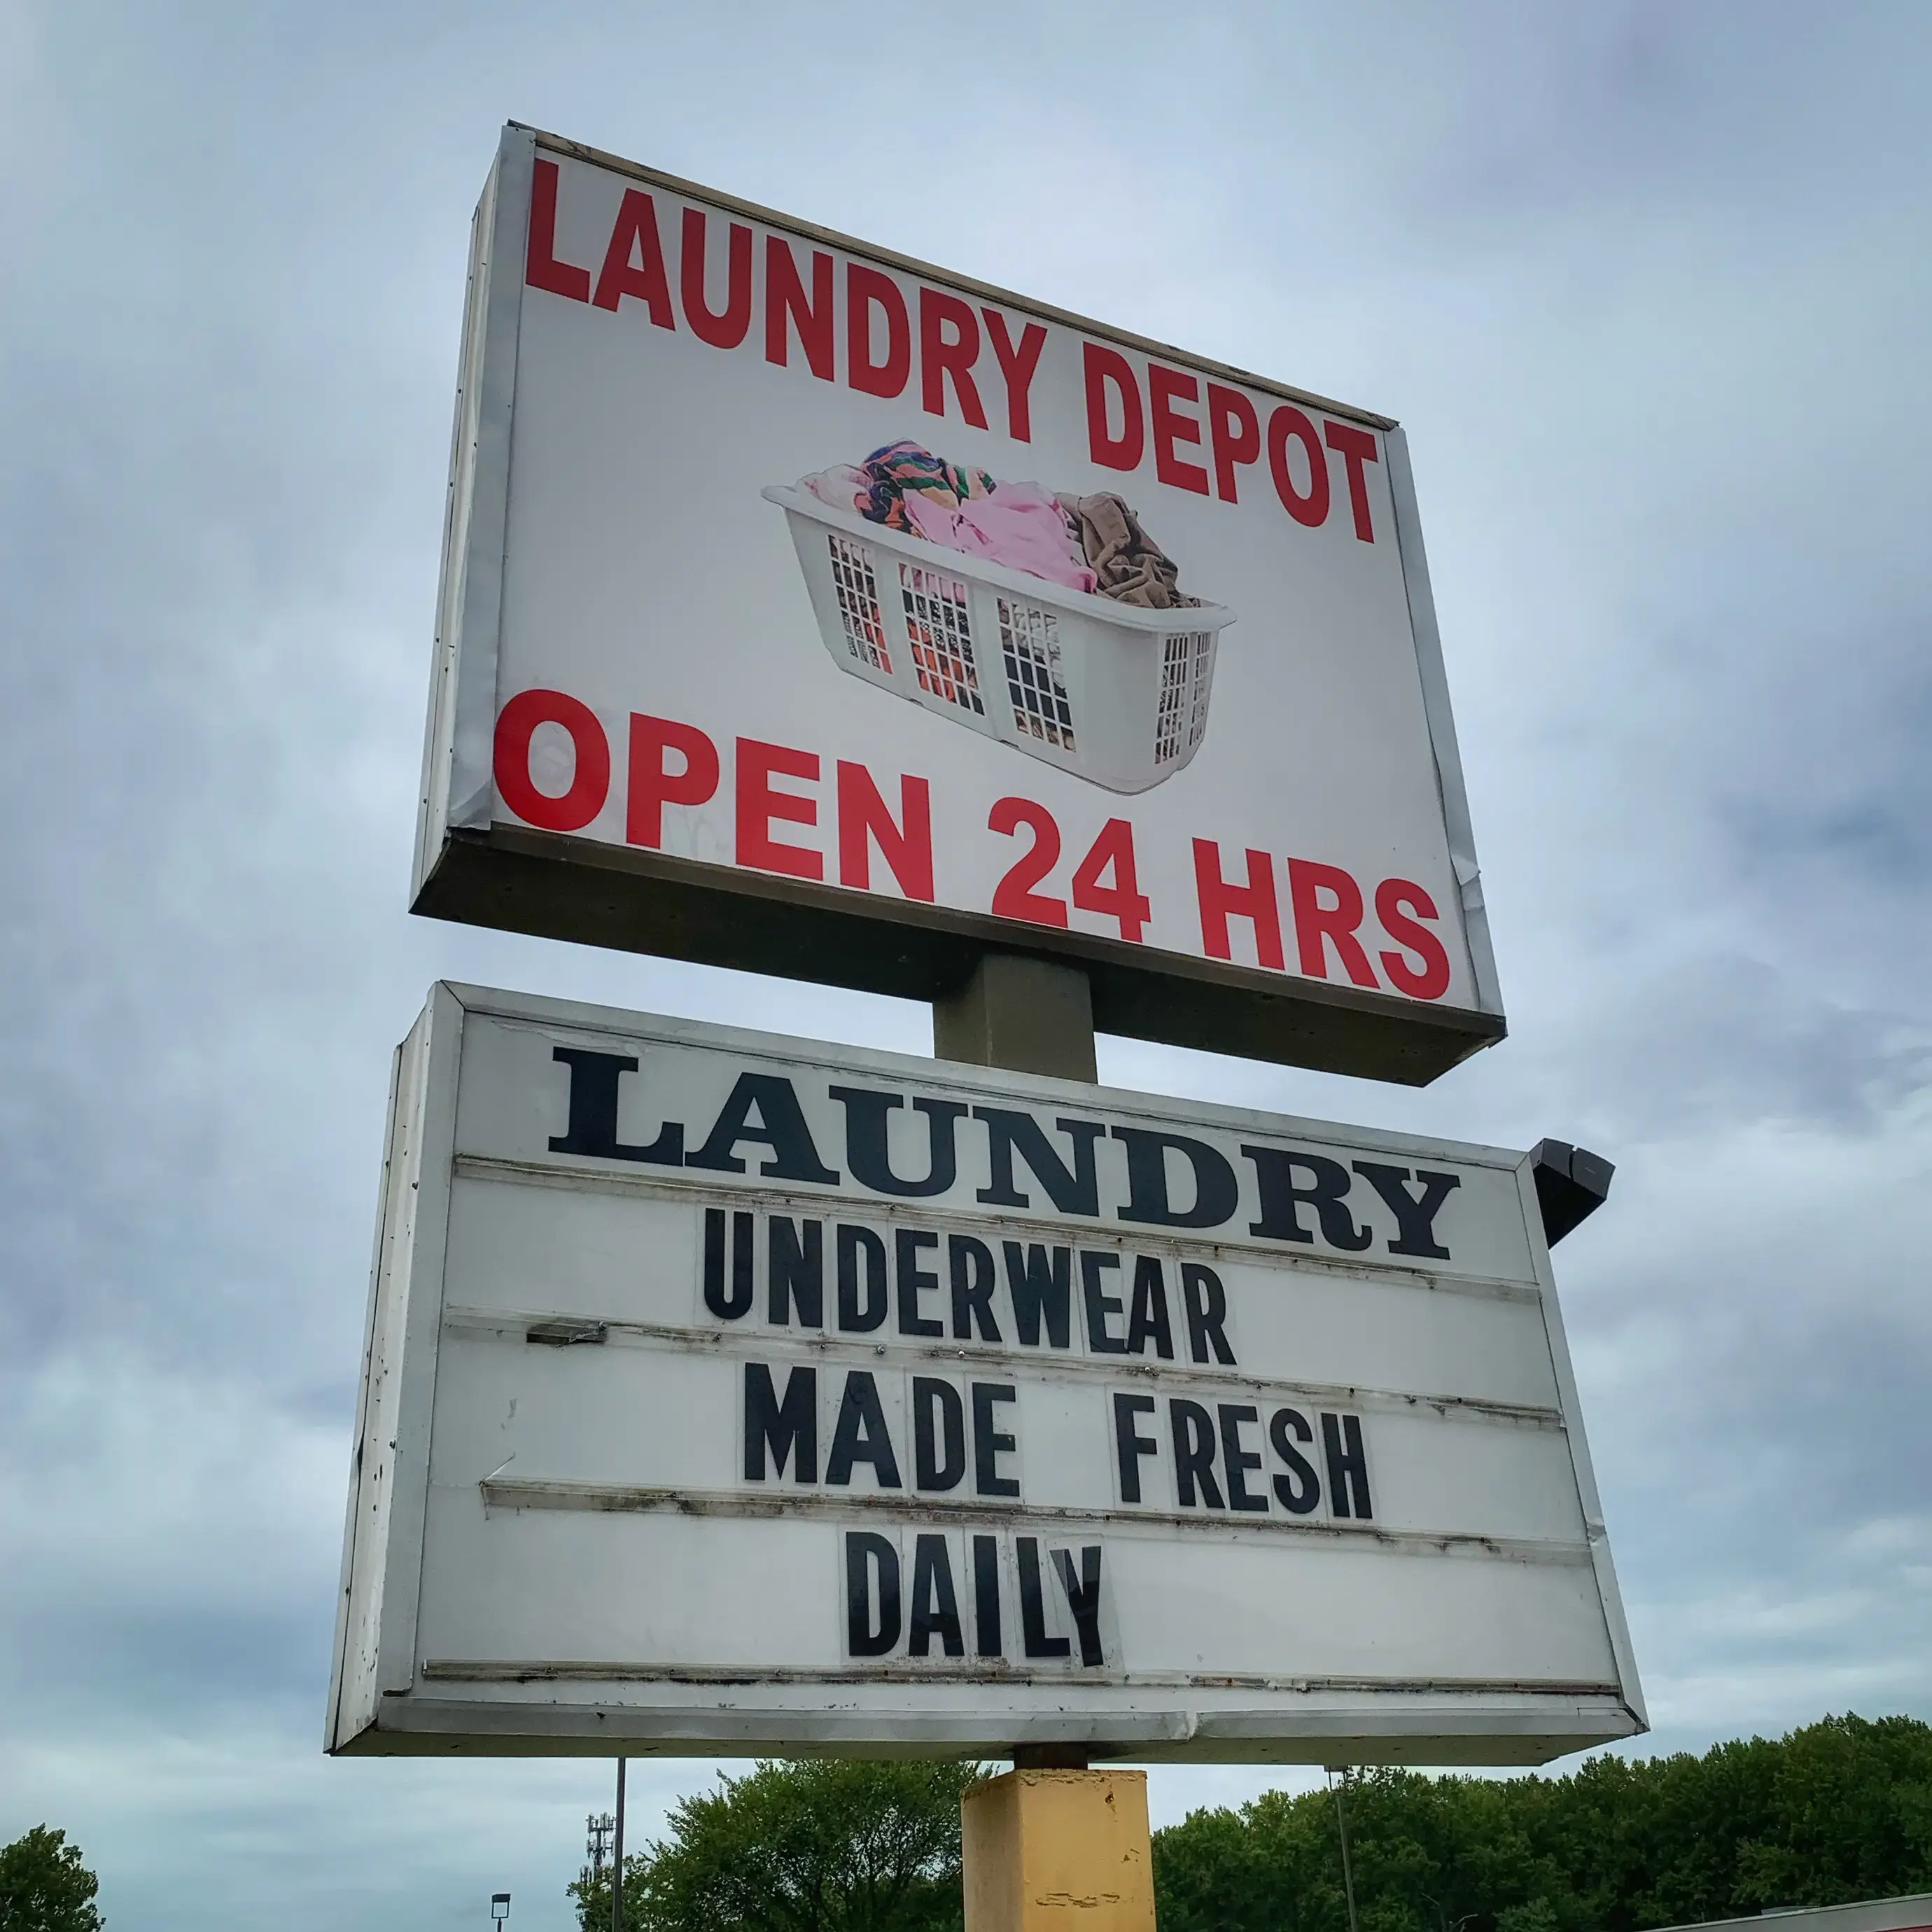 LAUNDRY DEPOT
OPEN 24 HRS
LAUNDRY
UNDERWEAR
MADE FRESH
DAILY